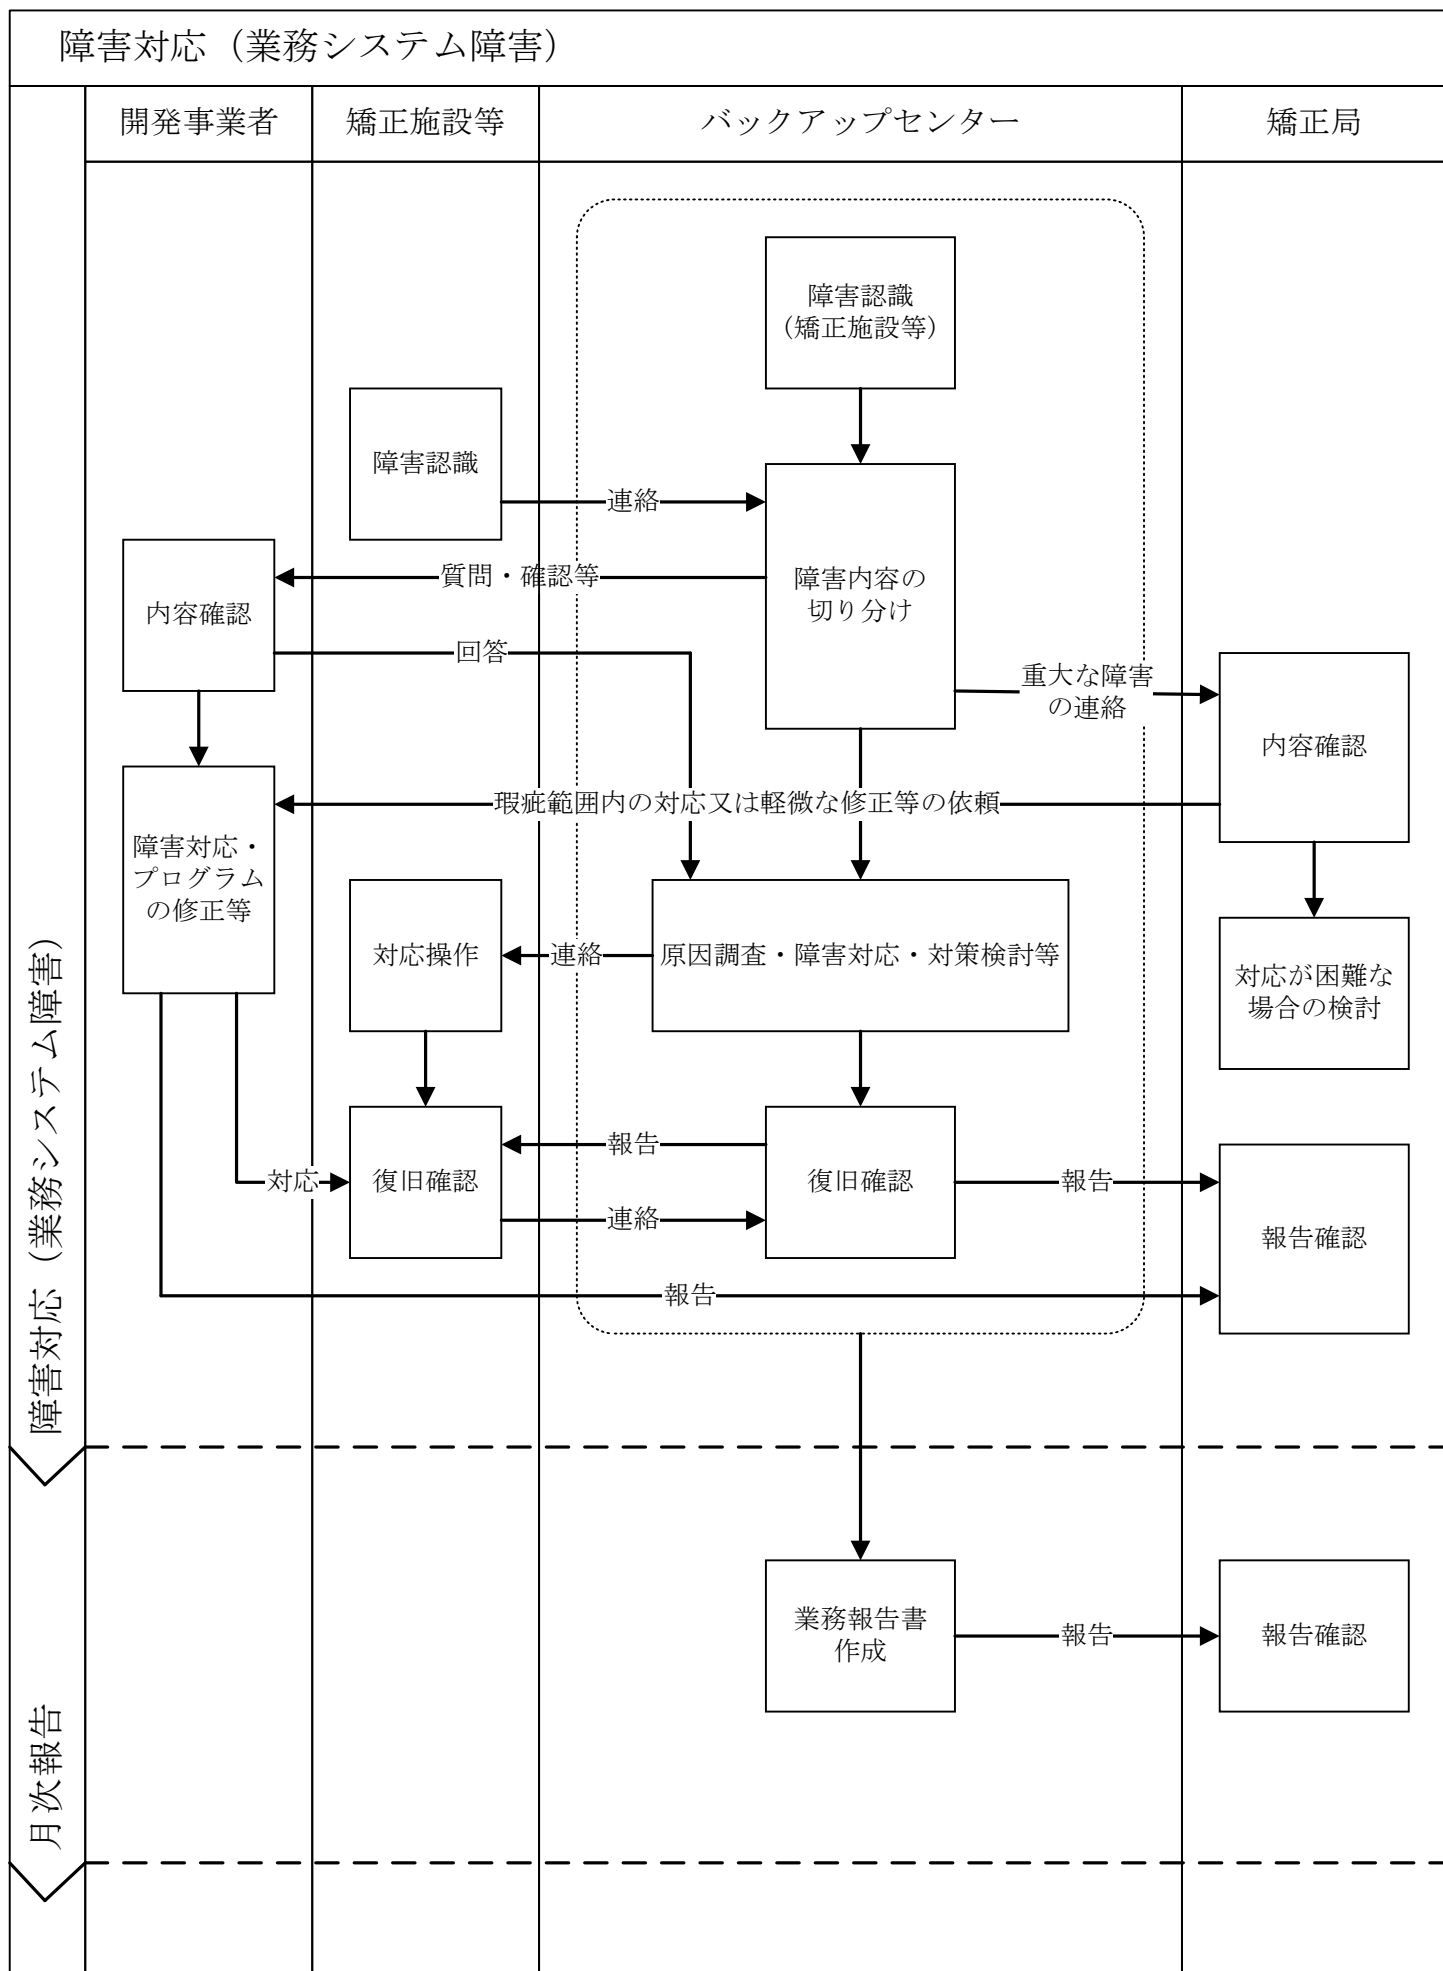 障害対応（業務システム障害）
開発事業者
矯正施設等
バックアップセンター
矯正局
障害認識
（矯正施設等）
障害認識
連絡
質問・確認等
障害内容の
切り分け
内容確認
回答
重大な障害
の連絡
内容確認
瑕疵範囲内の対応又は軽微な修正等の依頼
障害対応・
プログラム
の修正等
対応操作
連絡
原因調査・障害対応・対策検討等
対応が困難な
場合の検討
対応
復旧確認
報告
連絡
復旧確認
報告
報告確認
報告
障害対応（業務システム障害）
業務報告書
作成
報告
報告確認
月次報告